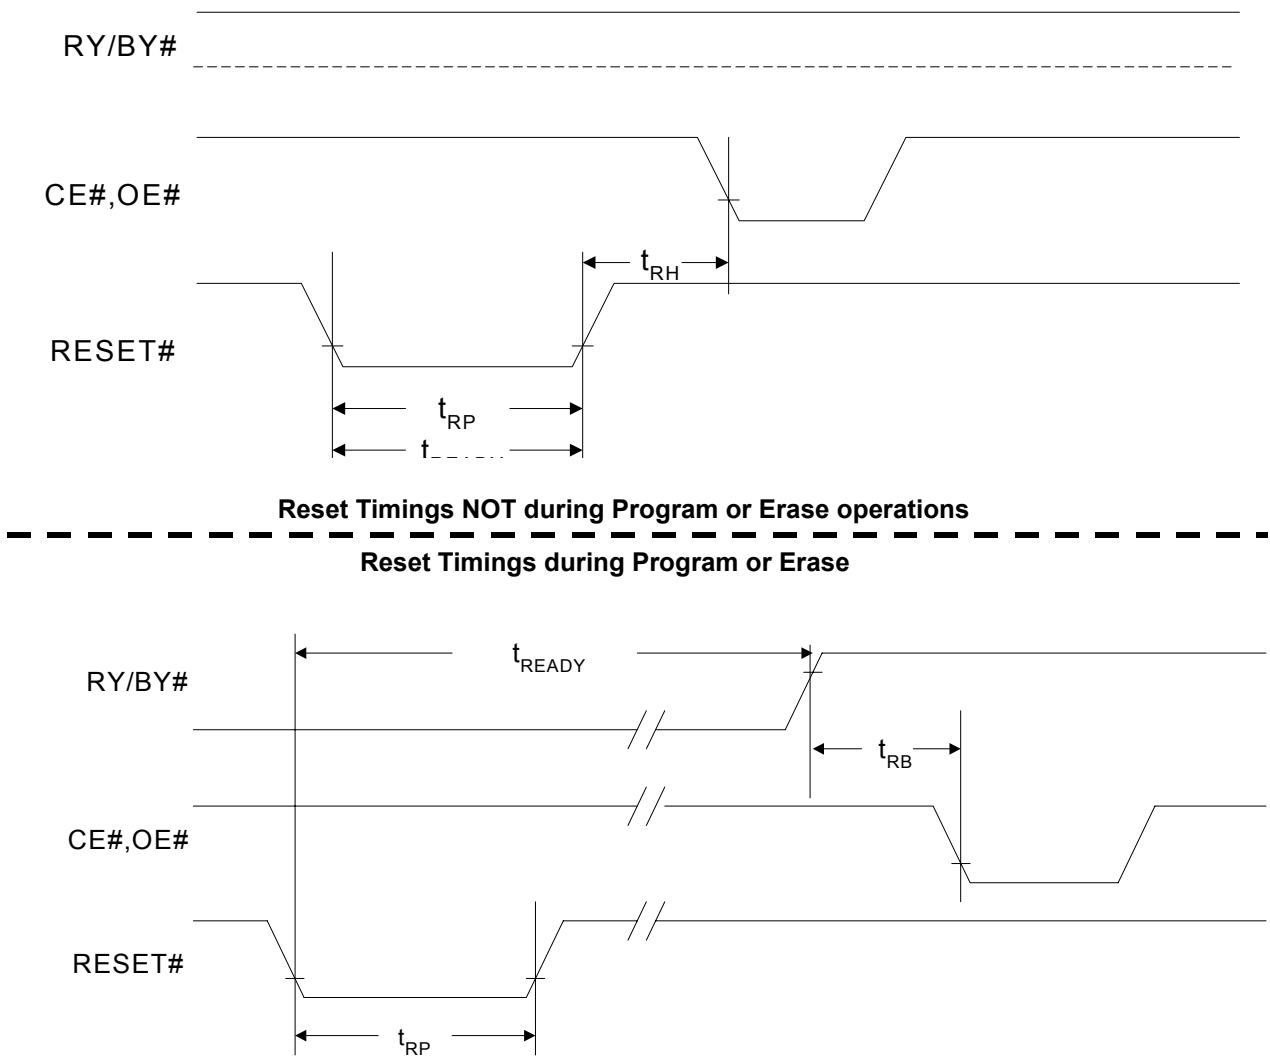 RY/BY#
CE#,OE#
tRH
RESET#
tRP
Reset Timings NOT during Program or Erase operations
Reset Timings during Program or Erase
tREADY
RY/BY#
tRB
CE#,OE#
RESET#
tRP